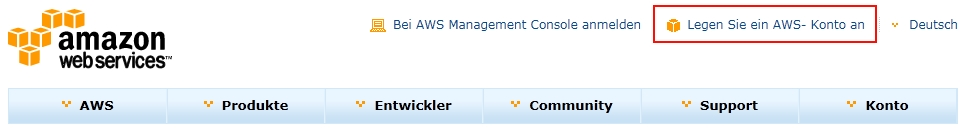 amazon
webservices™
Bei AWS Management Console anmelden
Legen Sie ein AWS- Konto an
Deutsch
AWS
Produkte
Entwickler
Community
Support
Konto